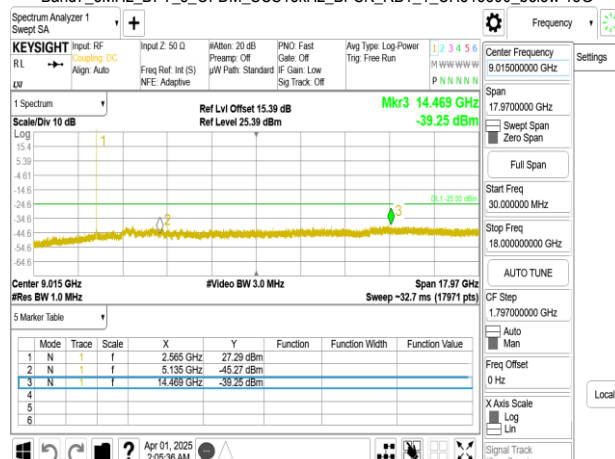 Spectrum Analyzer 1
Swept SA
Frequency
KEYSIGHT
RL
Input: RF
Coupling: DC
Align: Auto
Input Z: 50 Ω
Freq Ref: Int (S)
NFE: Adaptive
#Atten: 20 dB
Preamp: Off
µW Path: Standard
PNO: Fast
Gate: Off
IF Gain: Low
Sig Track: Off
Avg Type: Log-Power
Trig: Free Run
1 2 3 4 5 6
M W W W W W
P N N N N N
Center Frequency
9.015000000 GHz
Settings
Span
17.9700000 GHz
Swept Span
Zero Span
Full Span
Start Freq
30.000000 MHz
Stop Freq
18.000000000 GHz
AUTO TUNE
CF Step
1.797000000 GHz
Auto
Man
Freq Offset
0 Hz
X Axis Scale
Log
Lin
Signal Track
Local
1 Spectrum
Scale/Div 10 dB
Ref Lvl Offset 15.39 dB
Ref Level 25.39 dBm
Mkr3 14.469 GHz
-39.25 dBm
Log
15.4
5.39
-4.61
-14.6
-24.6
-34.6
-44.6
-54.6
-64.6
1
2
3
DL1 -25.00 dBm
Center 9.015 GHz
#Video BW 3.0 MHz
Span 17.97 GHz
#Res BW 1.0 MHz
Sweep ~32.7 ms (17971 pts)
5 Marker Table
Mode Trace Scale X Y Function Function Width Function Value
1 N 1 f 2.565 GHz 27.29 dBm
2 N 1 f 5.135 GHz -45.27 dBm
3 N 1 f 14.469 GHz -39.25 dBm
4
5
6
?
Apr 01, 2025
2:05:36 AM